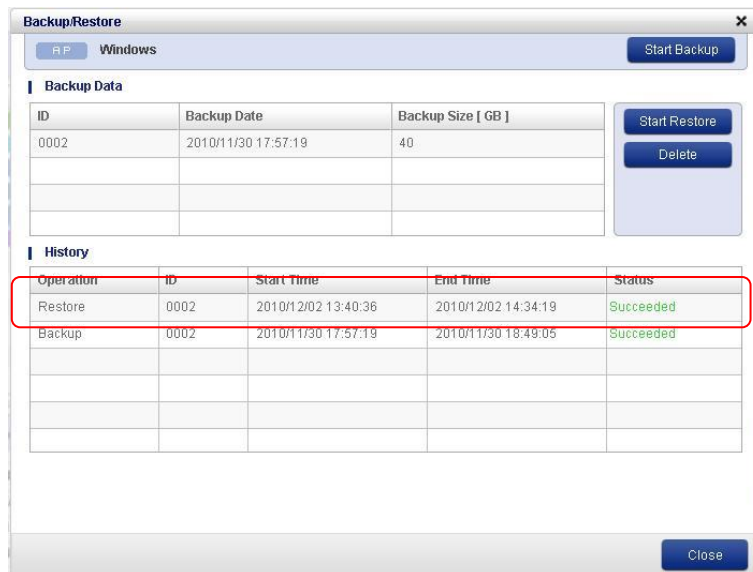 Backup/Restore
AP Windows Start Backup
Backup Data
ID Backup Date Backup Size [ GB ]
0002 2010/11/30 17:57:19 40
Start Restore
Delete
History
Operation ID Start Time End Time Status
Restore 0002 2010/12/02 13:40:36 2010/12/02 14:34:19 Succeeded
Backup 0002 2010/11/30 17:57:19 2010/11/30 18:49:05 Succeeded
Close